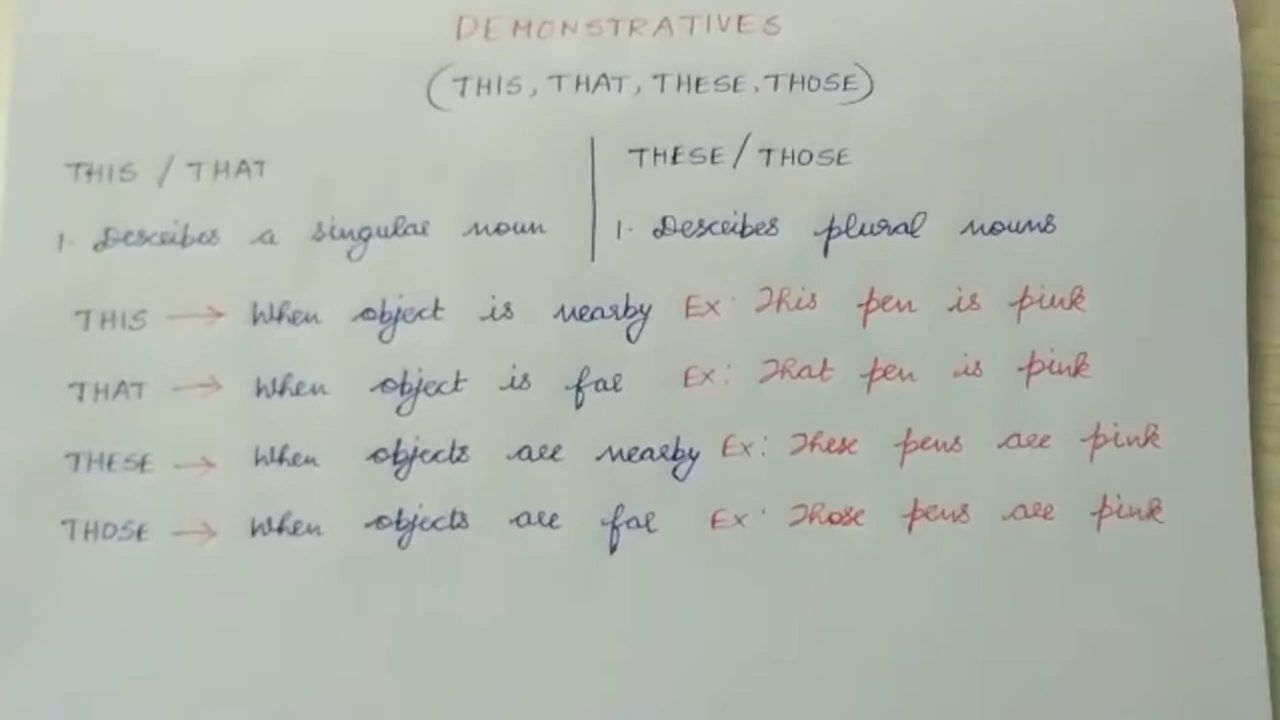 DEMONSTRATIVES
(THIS, THAT, THESE, THOSE)
THIS / THAT
1. Describes a singular noun
THESE / THOSE
1. Describes plural nouns
THIS → When object is nearby Ex: This pen is pink
THAT → When object is far Ex: That pen is pink
THESE → When objects are nearby Ex: These pens are pink
THOSE → When objects are far Ex: Those pens are pink